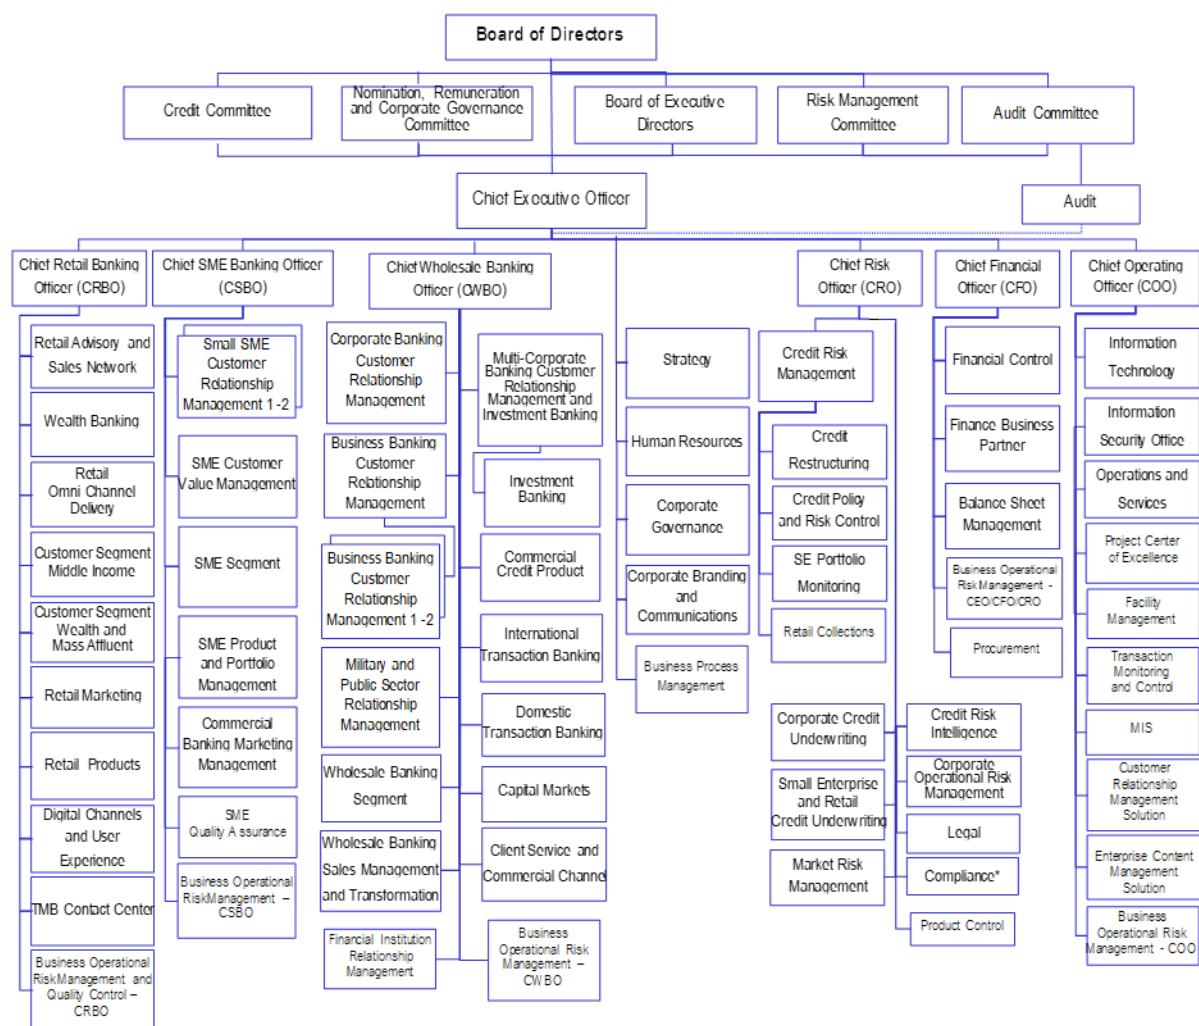 Board of Directors
Credit Committee
Nomination, Remuneration
and Corporate Governance
Committee
Board of Executive
Directors
Risk Management
Committee
Audit Committee
Chief Executive Officer
Audit
Chief Retail Banking
Officer (CRBO)
Chief SME Banking Officer
(CSBO)
Chief Wholesale Banking
Officer (CWBO)
Chief Risk
Officer (CRO)
Chief Financial
Officer (CFO)
Chief Operating
Officer (COO)
Retail Advisory and
Sales Network
Wealth Banking
Retail
Omni Channel
Delivery
Customer Segment
Middle Income
Customer Segment
Wealth and
Mass Affluent
Retail Marketing
Retail Products
Digital Channels
and User
Experience
TMB Contact Center
Business Operational
RiskManagement and
Quality Control –
CRBO
Small SME
Customer
Relationship
Management 1 -2
SME Customer
Value Management
SME Segment
SME Product
and Portfolio
Management
Commercial
Banking Marketing
Management
SME
Quality Assurance
Business Operational
RiskManagement –
CSBO
Corporate Banking
Customer
Relationship
Management
Business Banking
Customer
Relationship
Management
Business Banking
Customer
Relationship
Management 1 -2
Military and
Public Sector
Relationship
Management
Wholesale Banking
Segment
Wholesale Banking
Sales Management
and Transformation
Financial Institution
Relationship
Management
Multi-Corporate
Banking Customer
Relationship
Management and
Investment Banking
Investment
Banking
Commercial
Credit Product
International
Transaction Banking
Domestic
Transaction Banking
Capital Markets
Client Service and
Commercial Channel
Business
Operational Risk
Management –
CWBO
Strategy
Human Resources
Corporate
Governance
Corporate Branding
and
Communications
Business Process
Management
Credit Risk
Management
Credit
Restructuring
Credit Policy
and Risk Control
SE Portfolio
Monitoring
Retail Collections
Corporate Credit
Underwriting
Small Enterprise
and Retail
Credit Underwriting
Market Risk
Management
Credit Risk
Intelligence
Corporate
Operational Risk
Management
Legal
Compliance*
Product Control
Financial Control
Finance Business
Partner
Balance Sheet
Management
Business Operational
RiskManagement -
CEO/CFO/CRO
Procurement
Information
Technology
Information
Security Office
Operations and
Services
Project Center
of Excellence
Facility
Management
Transaction
Monitoring
and Control
MIS
Customer
Relationship
Management
Solution
Enterprise Content
Management
Solution
Business
Operational Risk
Management - COO